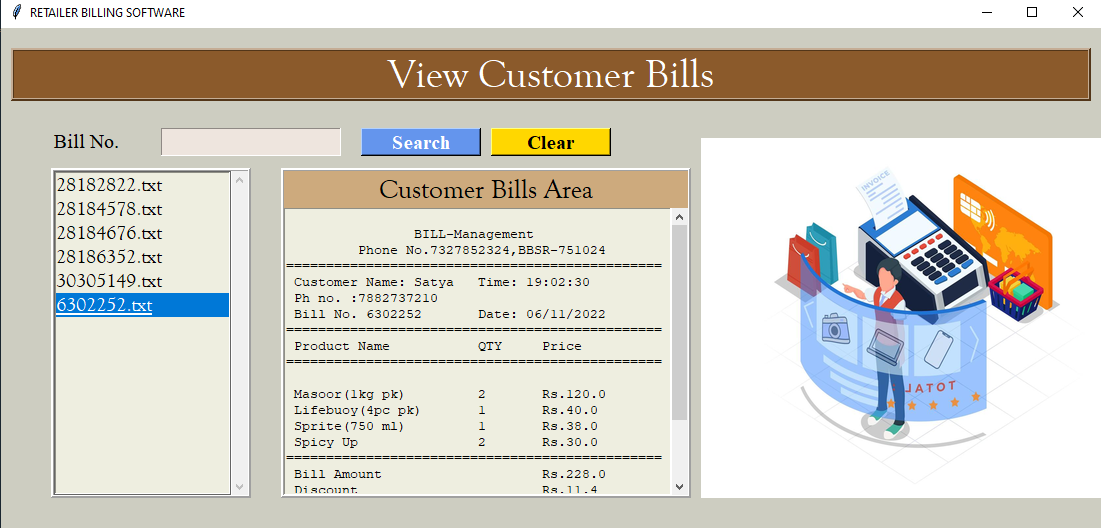 RETAILER BILLING SOFTWARE
View Customer Bills
Bill No. Search Clear
28182822.txt
28184578.txt
28184676.txt
28186352.txt
30305149.txt
6302252.txt
Customer Bills Area
BILL-Management
Phone No.7327852324,BBSR-751024
===============================================
Customer Name: Satya Time: 19:02:30
Ph no. :7882737210
Bill No. 6302252 Date: 06/11/2022
===============================================
Product Name QTY Price
===============================================
Masoor(1kg pk) 2 Rs.120.0
Lifebuoy(4pc pk) 1 Rs.40.0
Sprite(750 ml) 1 Rs.38.0
Spicy Up 2 Rs.30.0
===============================================
Bill Amount Rs.228.0
Discount Rs.11.4
INVOICE
TOTAL